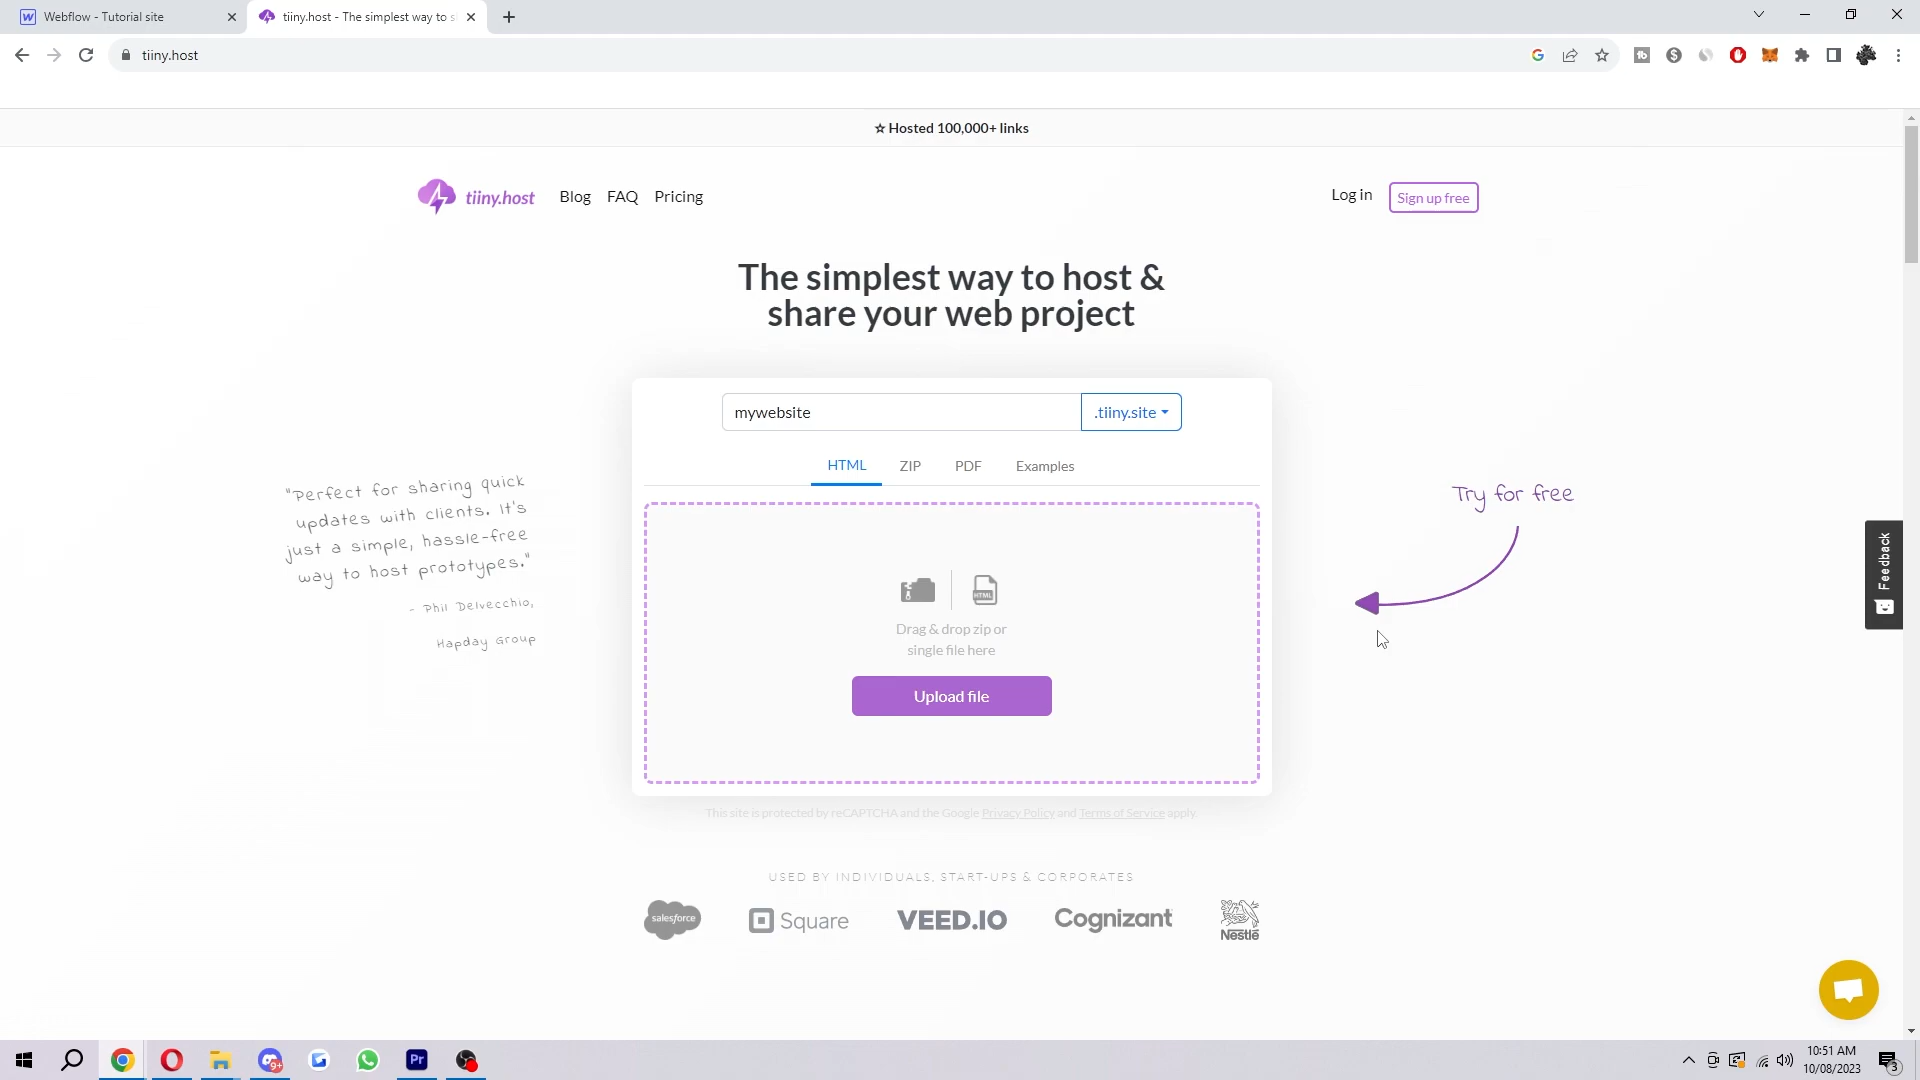 Webflow - Tutorial site
tiiny.host - The simplest way to s
tiiny.host
☆ Hosted 100,000+ links
tiiny.host
Blog
FAQ
Pricing
Log in
Sign up free
The simplest way to host &
share your web project
mywebsite
.tiiny.site
HTML
ZIP
PDF
Examples
"Perfect for sharing quick
updates with clients. It's
just a simple, hassle-free
way to host prototypes."
- Phil Delvecchio,
Hapday Group
Try for free
HTML
Drag & drop zip or
single file here
Upload file
Feedback
This site is protected by reCAPTCHA and the Google Privacy Policy and Terms of Service apply.
USED BY INDIVIDUALS, START-UPS & CORPORATES
salesforce
Square
VEED.IO
Cognizant
Nestlé
9+
Pr
10:51 AM
10/08/2023
3